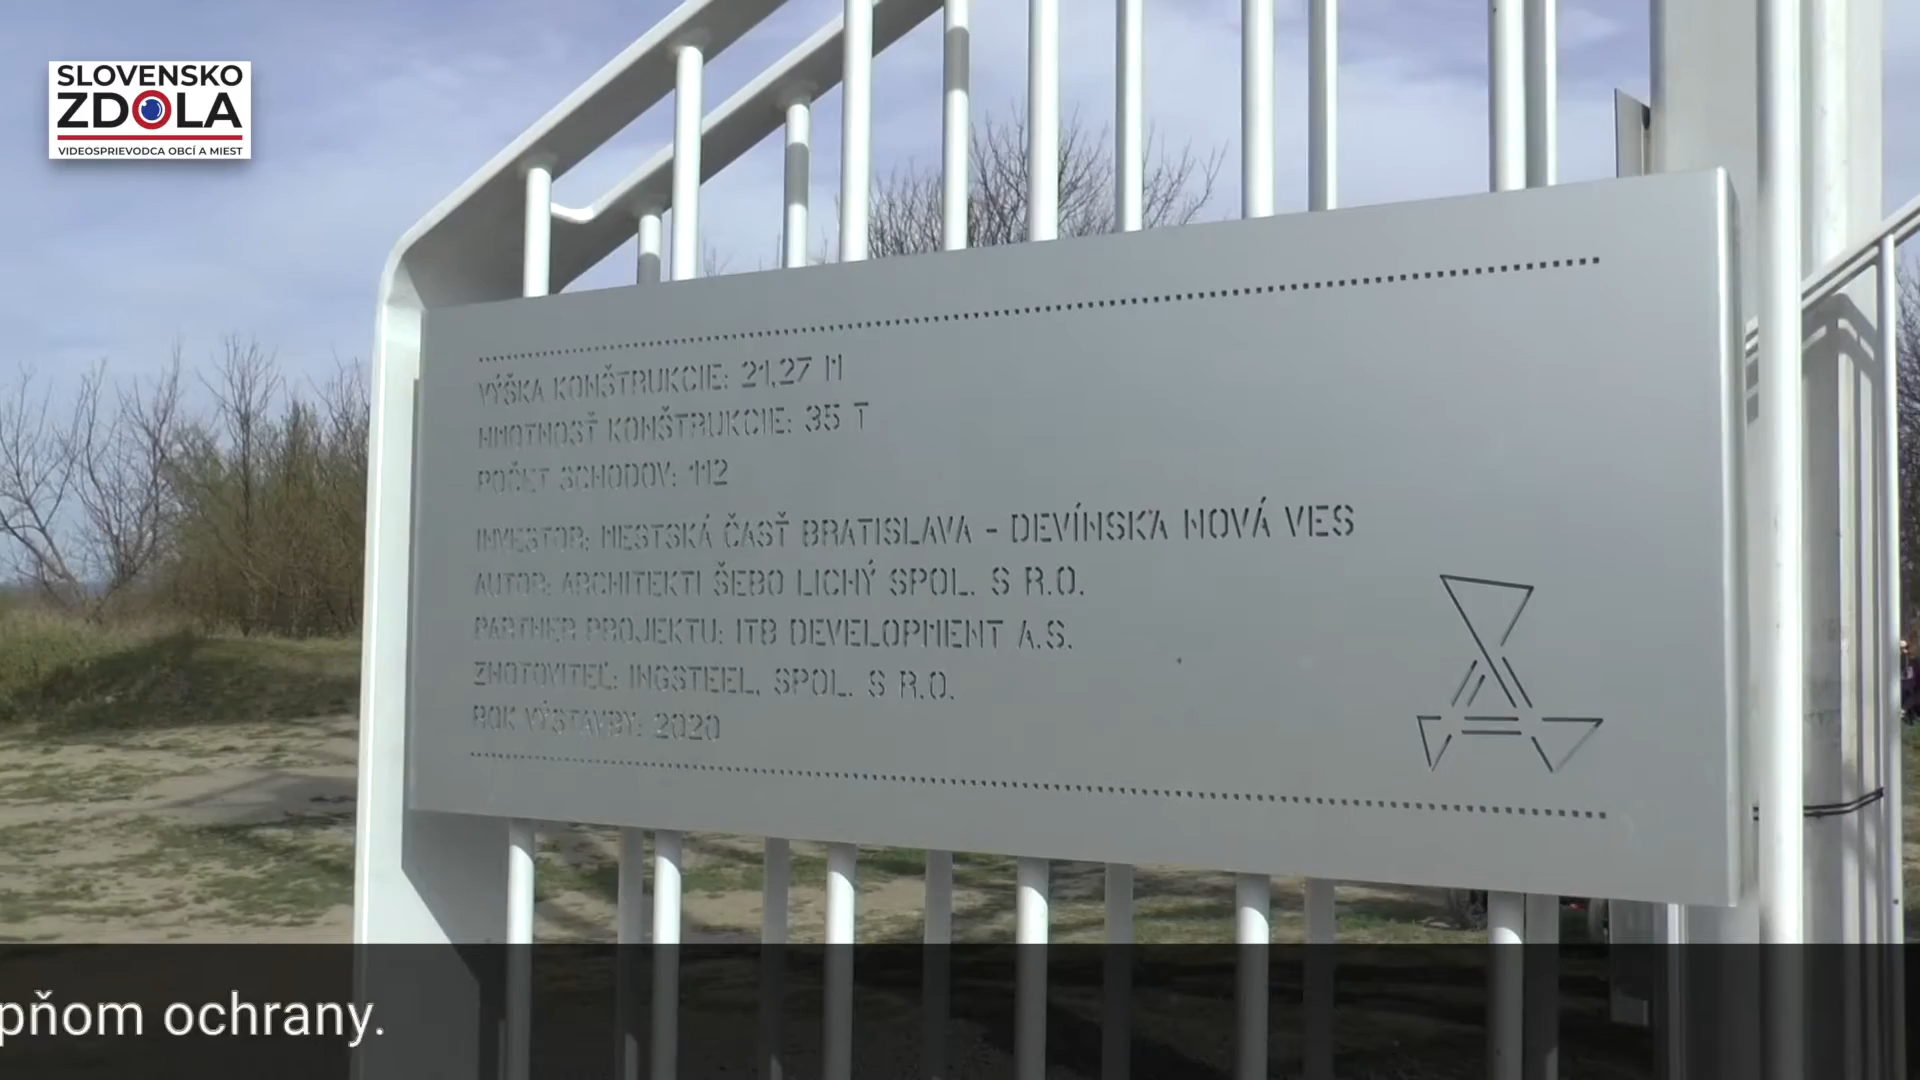 SLOVENSKO
ZDOLA
VIDEOSPRIEVODCA OBCÍ A MIEST
VÝŠKA KONŠTRUKCIE: 21,27 M
HMOTNOSŤ KONŠTRUKCIE: 35 T
POČET SCHODOV: 112
INVESTOR: MESTSKÁ ČASŤ BRATISLAVA - DEVÍNSKA NOVÁ VES
AUTOR: ARCHITEKTI ŠEBO LICHÝ SPOL. S R.O.
PARTNER PROJEKTU: ITB DEVELOPMENT A.S.
ZHOTOVITEĽ: INGSTEEL, SPOL. S R.O.
ROK VÝSTAVBY: 2020
pňom ochrany.